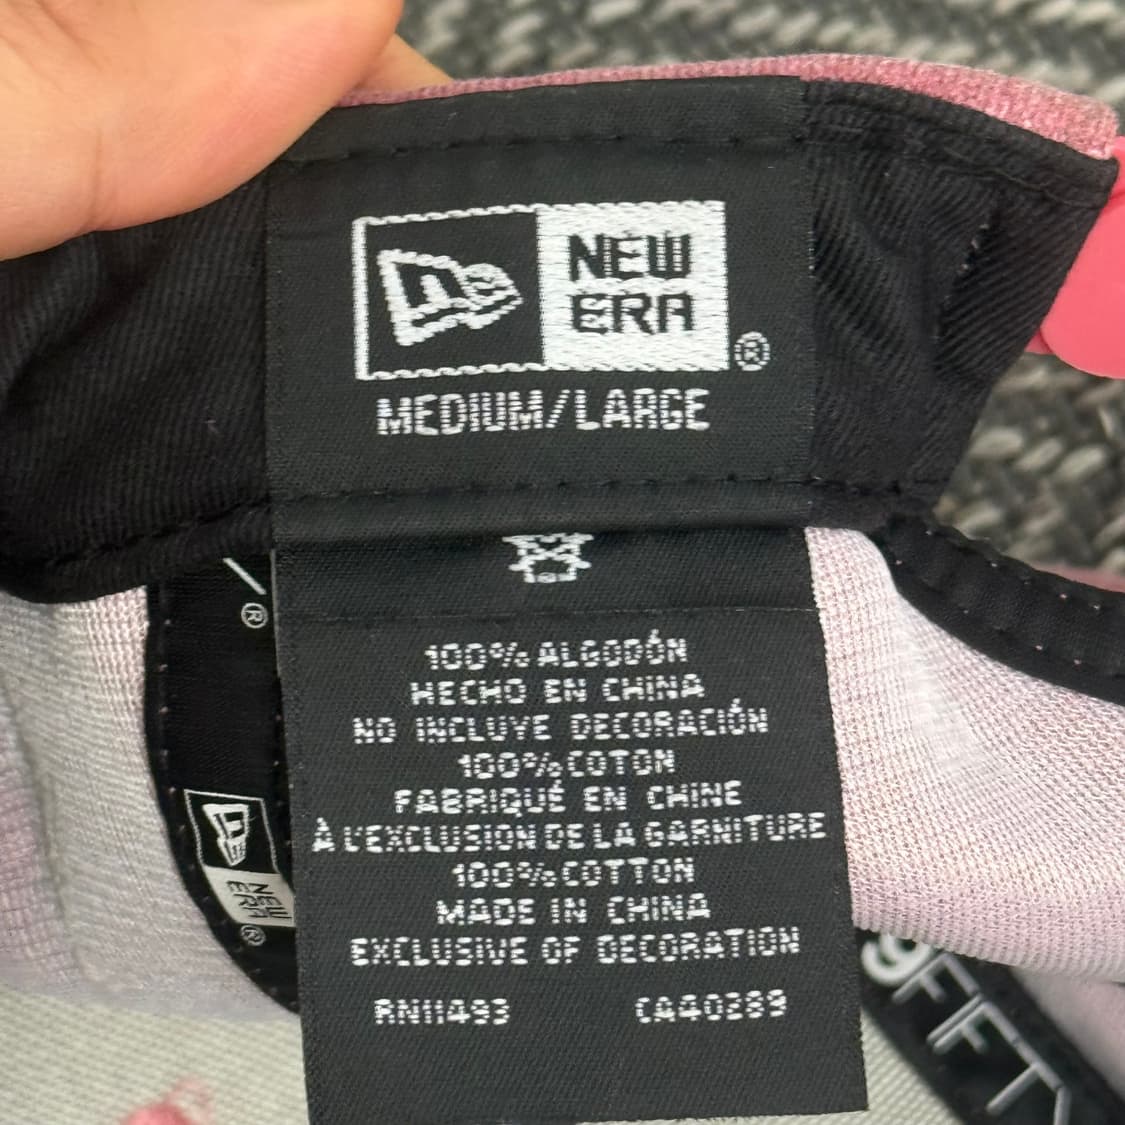 NEW
ERA
®
MEDIUM/LARGE
100% ALGODÓN
HECHO EN CHINA
NO INCLUYE DECORACIÓN
100% COTON
FABRIQUÉ EN CHINE
À L'EXCLUSION DE LA GARNITURE
100% COTTON
MADE IN CHINA
EXCLUSIVE OF DECORATION
RN11493 CA40289
®
NEW
ERA
®
9FIFTY